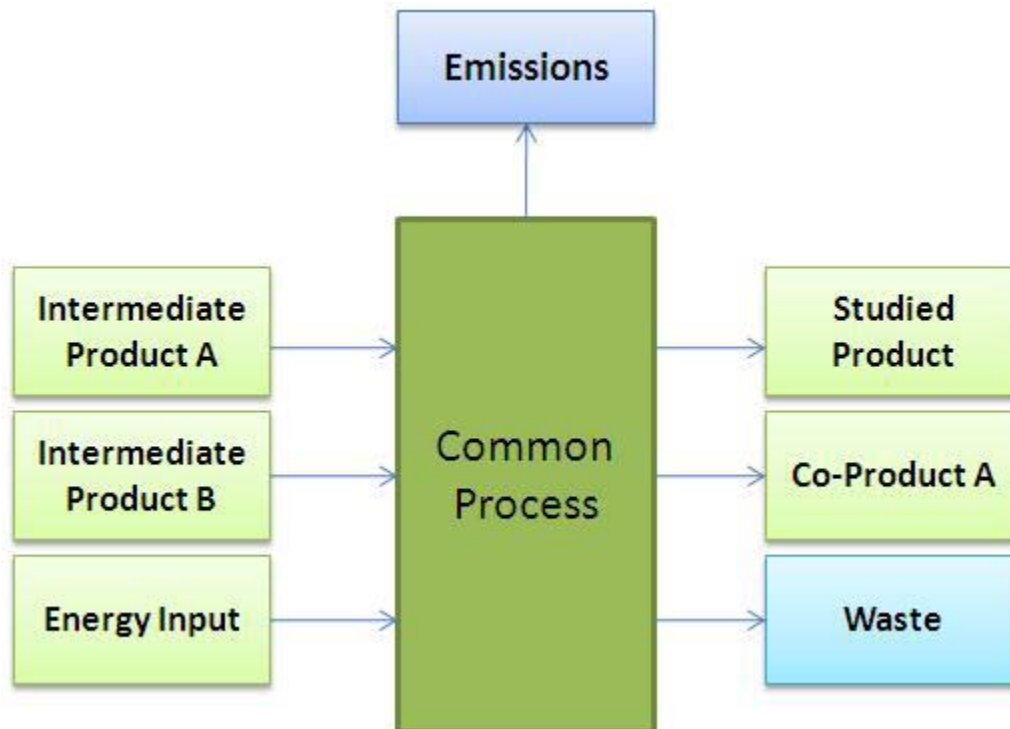 Emissions
Intermediate
Product A
Studied
Product
Intermediate
Product B
Common
Process
Co-Product A
Energy Input
Waste